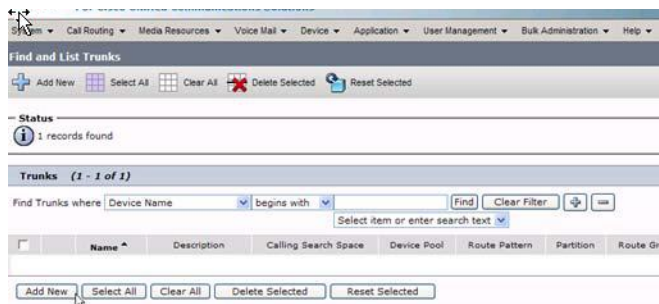 For Cisco Unified Communications Solutions
System Call Routing Media Resources Voice Mail Device Application User Management Bulk Administration Help
Find and List Trunks
Add New Select All Clear All Delete Selected Reset Selected
Status
1 records found
Trunks (1 - 1 of 1)
Find Trunks where Device Name begins with Find Clear Filter
Select item or enter search text
Name Description Calling Search Space Device Pool Route Pattern Partition Route Gr
Add New Select All Clear All Delete Selected Reset Selected